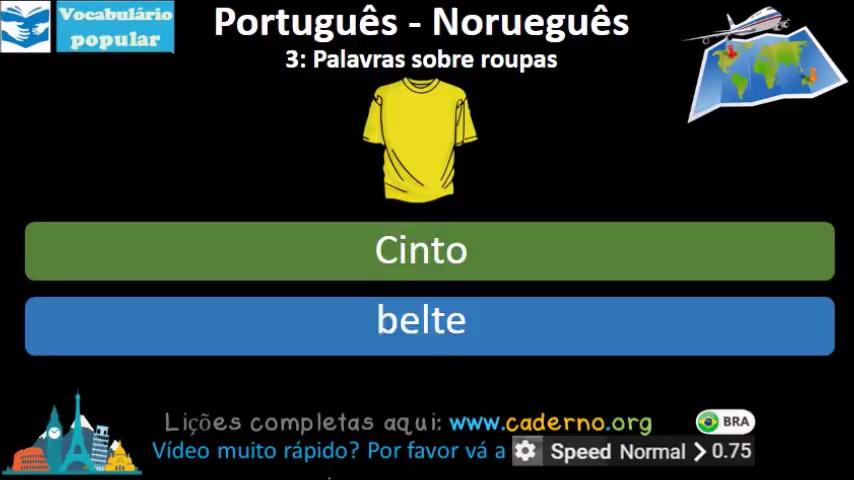 Vocabulário
popular
Português - Norueguês
3: Palavras sobre roupas
Cinto
belte
Lições completas aqui: www.caderno.org
BRA
Vídeo muito rápido? Por favor vá a Speed Normal > 0.75